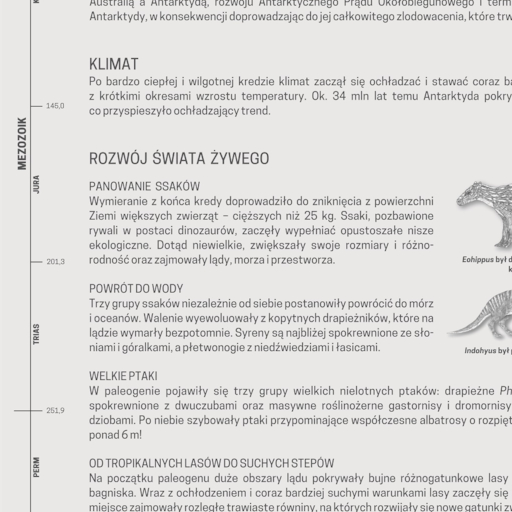 Australią a Antarktydą, rozwoju Antarktycznego Prądu Okołobiegunowego i term
Antarktydy, w konsekwencji doprowadzając do jej całkowitego zlodowacenia, które trw
KLIMAT
Po bardzo ciepłej i wilgotnej kredzie klimat zaczął się ochładzać i stawać coraz ba
z krótkimi okresami wzrostu temperatury. Ok. 34 mln lat temu Antarktyda pokry
co przyspieszyło ochładzający trend.
145,0
MEZOZOIK
JURA
201,3
TRIAS
251,9
PERM
ROZWÓJ ŚWIATA ŻYWEGO
PANOWANIE SSAKÓW
Wymieranie z końca kredy doprowadziło do zniknięcia z powierzchni
Ziemi większych zwierząt – cięższych niż 25 kg. Ssaki, pozbawione
rywali w postaci dinozaurów, zaczęły wypełniać opustoszałe nisze
ekologiczne. Dotąd niewielkie, zwiększały swoje rozmiary i różno-
rodność oraz zajmowały lądy, morza i przestworza.
Eohippus był d
k
POWRÓT DO WODY
Trzy grupy ssaków niezależnie od siebie postanowiły powrócić do mórz
i oceanów. Walenie wyewoluowały z kopytnych drapieżników, które na
lądzie wymarły bezpotomnie. Syreny są najbliżej spokrewnione ze sło-
niami i góralkami, a płetwonogie z niedźwiedziami i łasicami.
Indohyus był p
WIELKIE PTAKI
W paleogenie pojawiły się trzy grupy wielkich nielotnych ptaków: drapieżne Ph
spokrewnione z dwuczubami oraz masywne roślinożerne gastornisy i dromornisy
dziobami. Po niebie szybowały ptaki przypominające współczesne albatrosy o rozpięt
ponad 6 m!
OD TROPIKALNYCH LASÓW DO SUCHYCH STEPÓW
Na początku paleogenu duże obszary lądu pokrywały bujne różnogatunkowe lasy
bagniska. Wraz z ochłodzeniem i coraz bardziej suchymi warunkami lasy zaczęły się
miejsce zajmowały rozległe trawiaste równiny, na których rozwijały się nowe gatunki zw